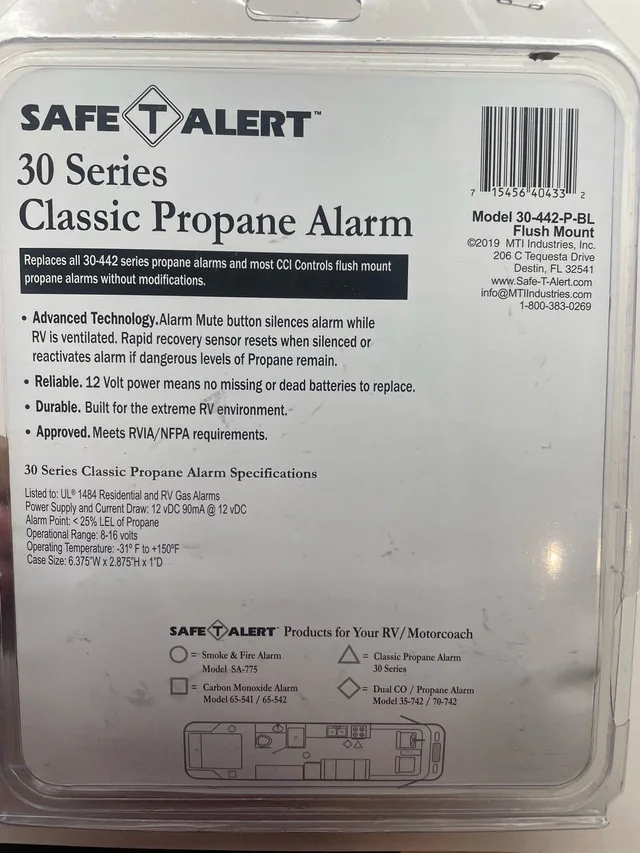 SAFE T ALERT™
30 Series
Classic Propane Alarm
Replaces all 30-442 series propane alarms and most CCI Controls flush mount
propane alarms without modifications.
7 15456 40433 2
Model 30-442-P-BL
Flush Mount
©2019 MTI Industries, Inc.
206 C Tequesta Drive
Destin, FL 32541
www.Safe-T-Alert.com
info@MTIIndustries.com
1-800-383-0269
• Advanced Technology.Alarm Mute button silences alarm while
RV is ventilated. Rapid recovery sensor resets when silenced or
reactivates alarm if dangerous levels of Propane remain.
• Reliable. 12 Volt power means no missing or dead batteries to replace.
• Durable. Built for the extreme RV environment.
• Approved. Meets RVIA/NFPA requirements.
30 Series Classic Propane Alarm Specifications
Listed to: UL® 1484 Residential and RV Gas Alarms
Power Supply and Current Draw: 12 vDC 90mA @ 12 vDC
Alarm Point: < 25% LEL of Propane
Operational Range: 8-16 volts
Operating Temperature: -31° F to +150°F
Case Size: 6.375"W x 2.875"H x 1"D
SAFE T ALERT™ Products for Your RV/Motorcoach
= Smoke & Fire Alarm
Model SA-775
= Classic Propane Alarm
30 Series
= Carbon Monoxide Alarm
Model 65-541 / 65-542
= Dual CO / Propane Alarm
Model 35-742 / 70-742